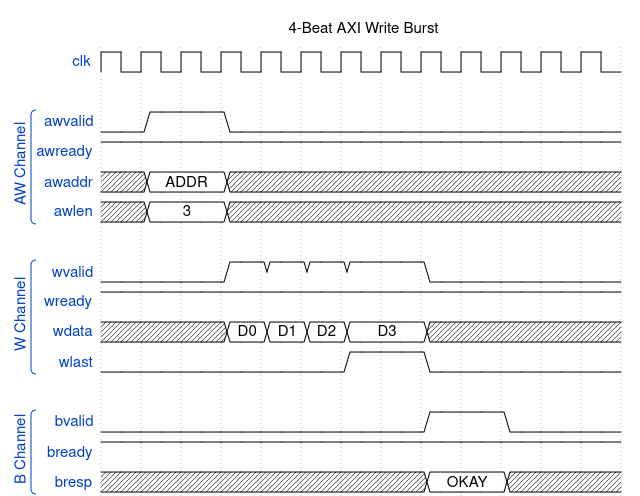 4-Beat AXI Write Burst
clk
AW Channel
awvalid
awready
awaddr ADDR
awlen 3
W Channel
wvalid
wready
wdata D0 D1 D2 D3
wlast
B Channel
bvalid
bready
bresp OKAY